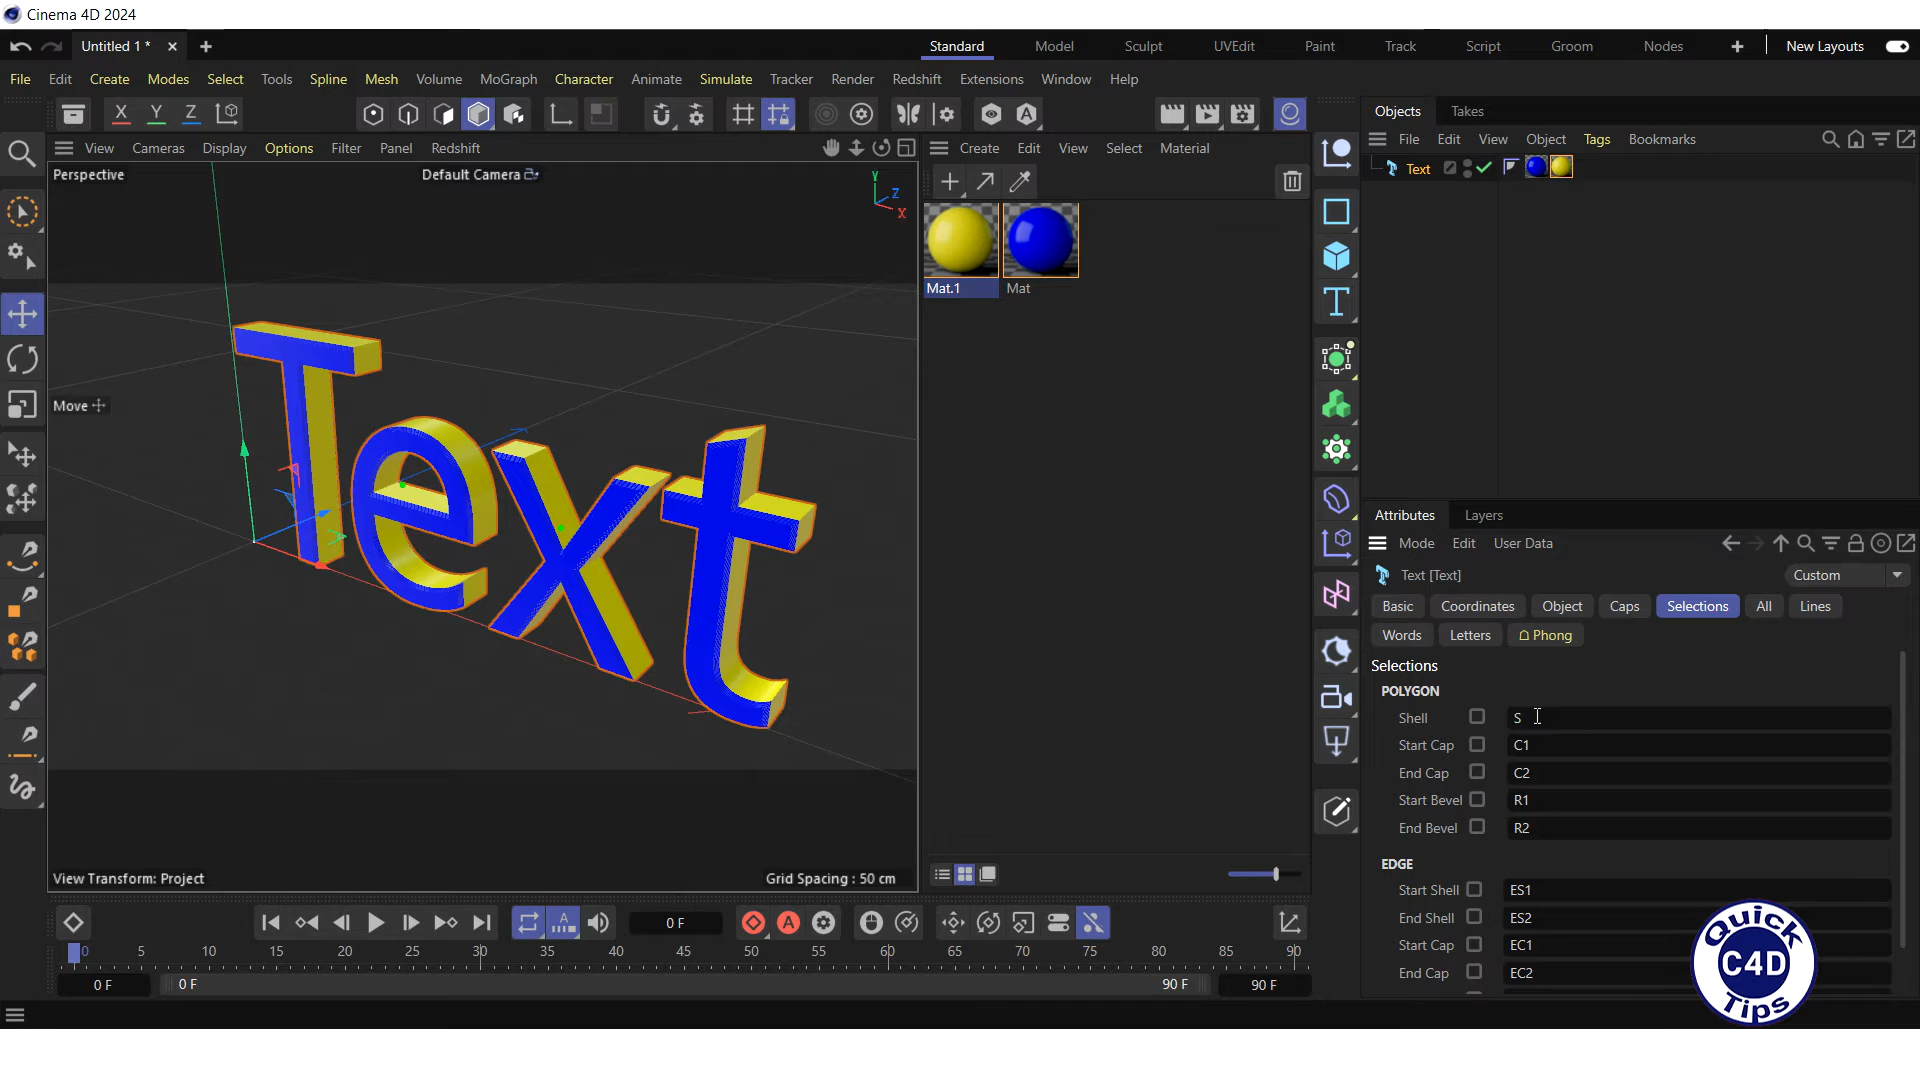 Cinema 4D 2024
Untitled 1 *
Standard Model Sculpt UVEdit Paint Track Script Groom Nodes New Layouts
File Edit Create Modes Select Tools Spline Mesh Volume MoGraph Character Animate Simulate Tracker Render Redshift Extensions Window Help
X Y Z
Objects Takes
File Edit View Object Tags Bookmarks
View Cameras Display Options Filter Panel Redshift
Create Edit View Select Material
Text
Perspective
Default Camera
Y
Z
X
Mat.1 Mat
Move
Text
View Transform: Project
Grid Spacing : 50 cm
Attributes Layers
Mode Edit User Data
Text [Text]
Custom
Basic Coordinates Object Caps Selections All Lines
Words Letters Phong
Selections
POLYGON
Shell S
Start Cap C1
End Cap C2
Start Bevel R1
End Bevel R2
EDGE
Start Shell ES1
End Shell ES2
Start Cap EC1
End Cap EC2
0 F
0 5 10 15 20 25 30 35 40 45 50 55 60 65 70 75 80 85 90
0 F 0 F 90 F 90 F
Quick
C4D
Tips